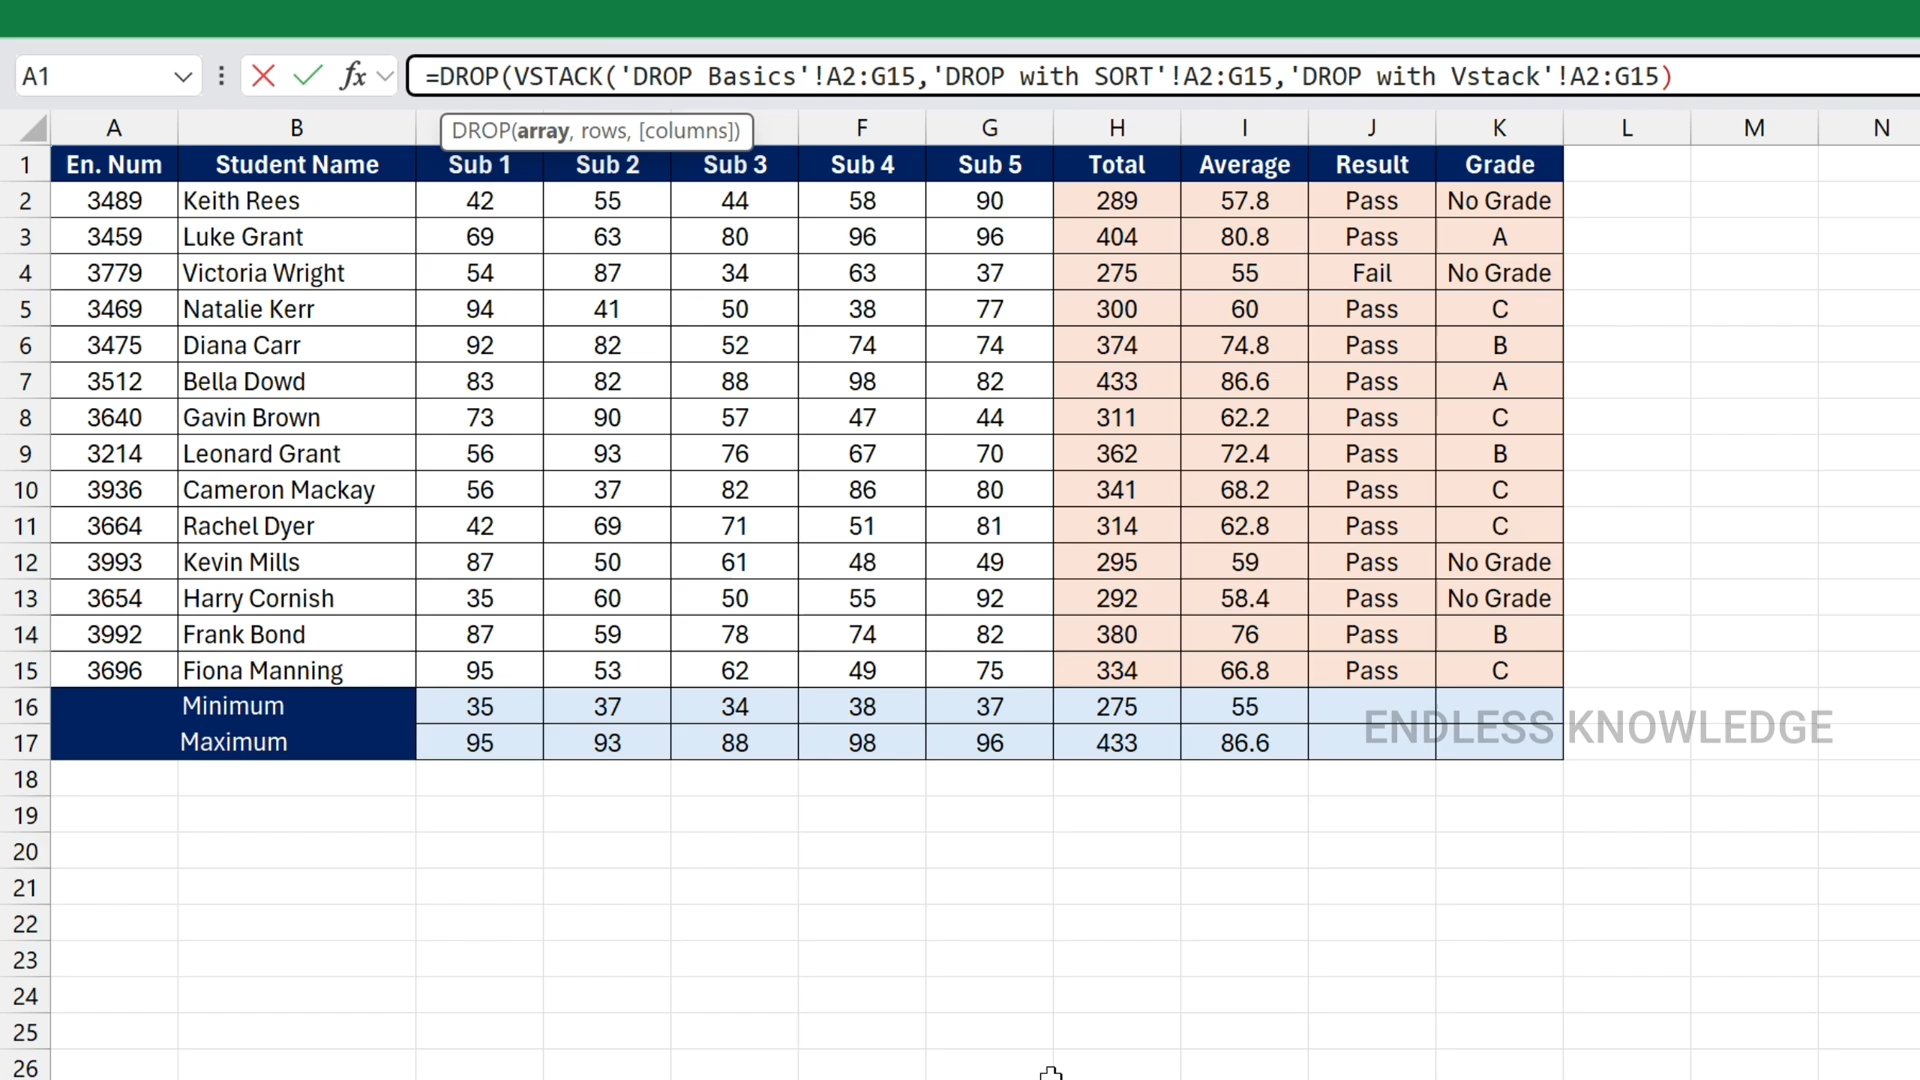 A1 fx =DROP(VSTACK('DROP Basics'!A2:G15,'DROP with SORT'!A2:G15,'DROP with Vstack'!A2:G15)
A B F G H I J K L M N
DROP(array, rows, [columns])
1 En. Num Student Name Sub 1 Sub 2 Sub 3 Sub 4 Sub 5 Total Average Result Grade
2 3489 Keith Rees 42 55 44 58 90 289 57.8 Pass No Grade
3 3459 Luke Grant 69 63 80 96 96 404 80.8 Pass A
4 3779 Victoria Wright 54 87 34 63 37 275 55 Fail No Grade
5 3469 Natalie Kerr 94 41 50 38 77 300 60 Pass C
6 3475 Diana Carr 92 82 52 74 74 374 74.8 Pass B
7 3512 Bella Dowd 83 82 88 98 82 433 86.6 Pass A
8 3640 Gavin Brown 73 90 57 47 44 311 62.2 Pass C
9 3214 Leonard Grant 56 93 76 67 70 362 72.4 Pass B
10 3936 Cameron Mackay 56 37 82 86 80 341 68.2 Pass C
11 3664 Rachel Dyer 42 69 71 51 81 314 62.8 Pass C
12 3993 Kevin Mills 87 50 61 48 49 295 59 Pass No Grade
13 3654 Harry Cornish 35 60 50 55 92 292 58.4 Pass No Grade
14 3992 Frank Bond 87 59 78 74 82 380 76 Pass B
15 3696 Fiona Manning 95 53 62 49 75 334 66.8 Pass C
16 Minimum 35 37 34 38 37 275 55
ENDLESS KNOWLEDGE
17 Maximum 95 93 88 98 96 433 86.6
18
19
20
21
22
23
24
25
26